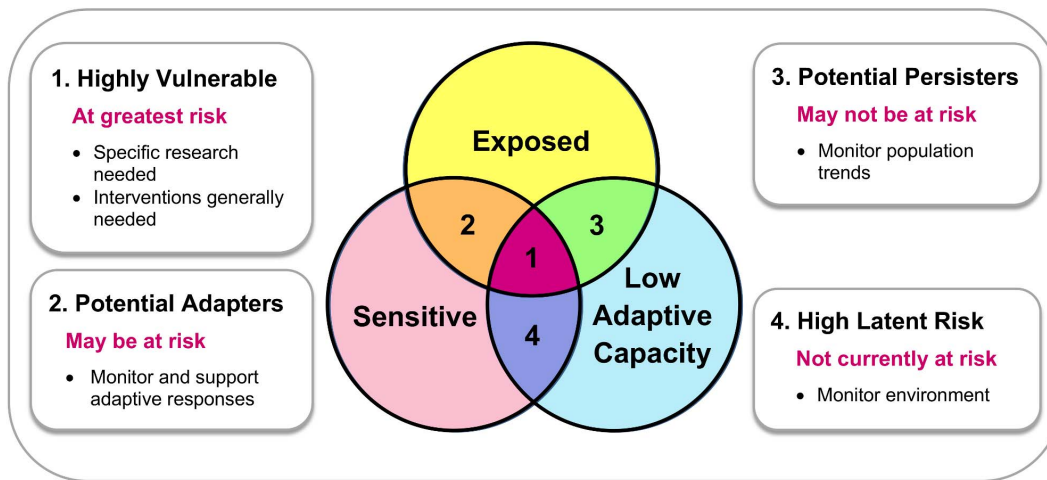 1. Highly Vulnerable
At greatest risk
• Specific research
needed
• Interventions generally
needed
2. Potential Adapters
May be at risk
• Monitor and support
adaptive responses
Exposed
2
3
1
Sensitive
4
Low
Adaptive
Capacity
3. Potential Persisters
May not be at risk
• Monitor population
trends
4. High Latent Risk
Not currently at risk
• Monitor environment